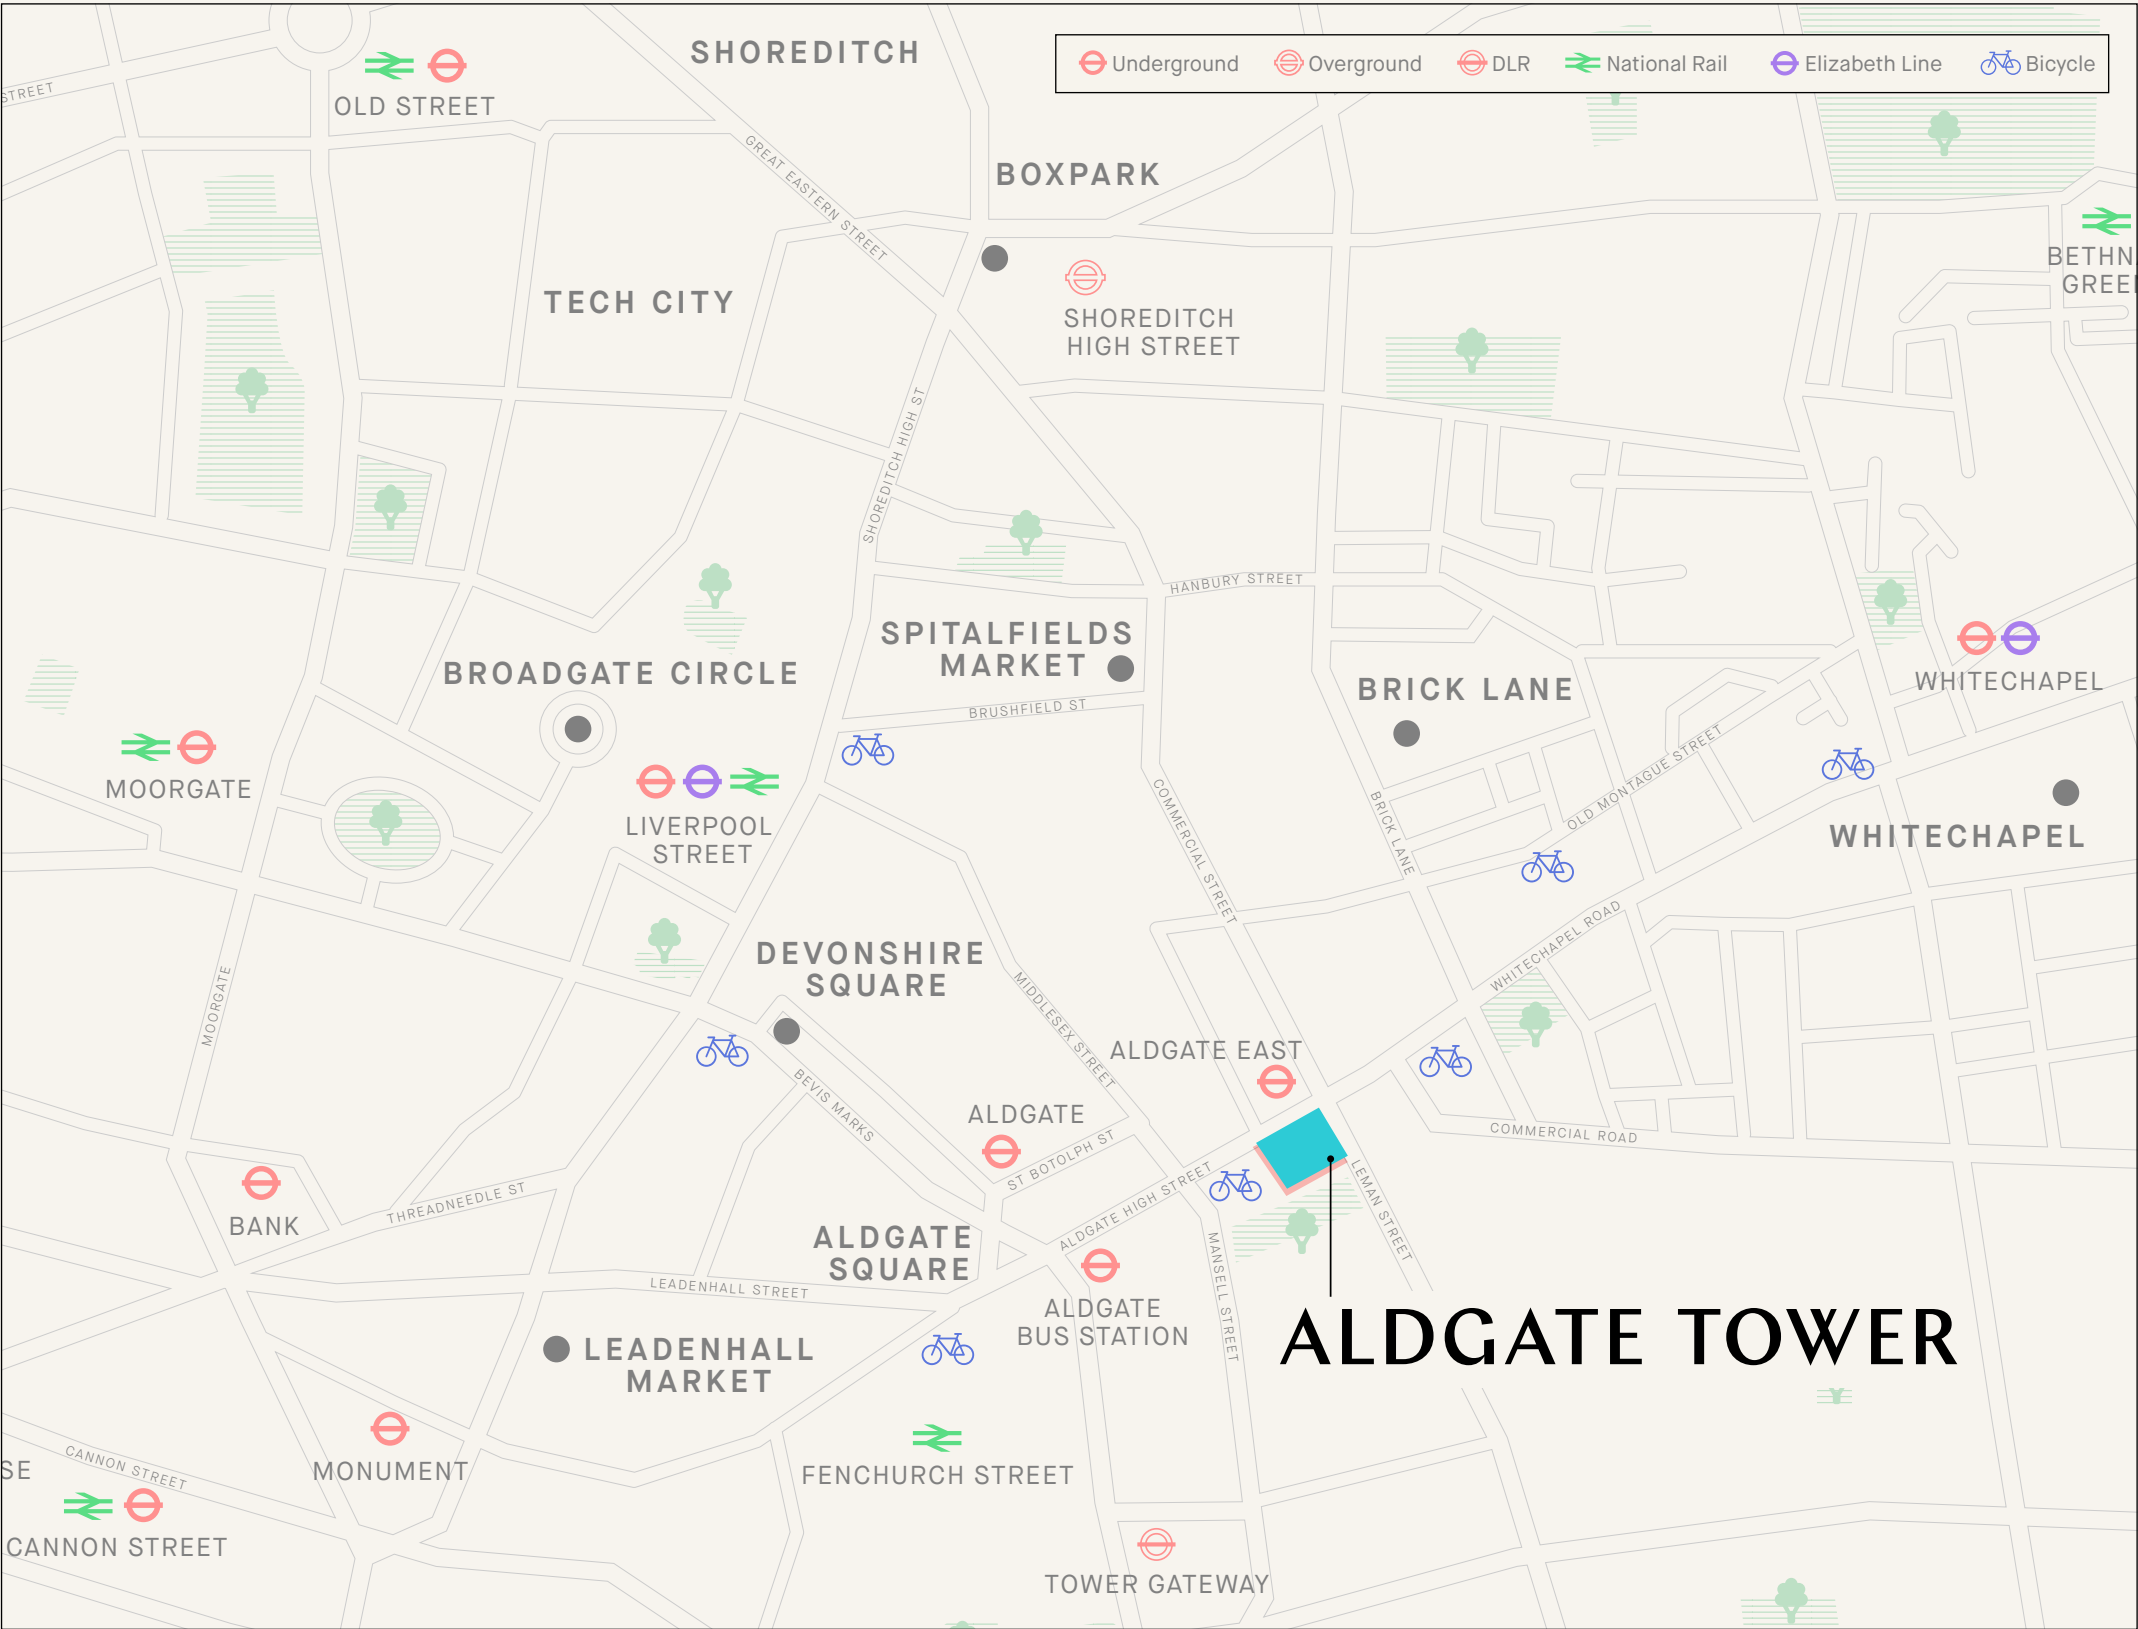 SHOREDITCH
Underground
Overground
DLR
National Rail
Elizabeth Line
Bicycle
STREET
OLD STREET
GREAT EASTERN STREET
BOXPARK
BETHN
GREE
TECH CITY
SHOREDITCH
HIGH STREET
SHOREDITCH HIGH ST
HANBURY STREET
SPITALFIELDS
MARKET
BROADGATE CIRCLE
BRUSHFIELD ST
BRICK LANE
WHITECHAPEL
MOORGATE
LIVERPOOL
STREET
COMMERCIAL STREET
BRICK LANE
OLD MONTAGUE STREET
WHITECHAPEL
DEVONSHIRE
SQUARE
WHITECHAPEL ROAD
MOORGATE
MIDDLESEX STREET
ALDGATE EAST
BEVIS MARKS
ALDGATE
ST BOTOLPH ST
COMMERCIAL ROAD
BANK
THREADNEEDLE ST
ALDGATE HIGH STREET
LEMAN STREET
ALDGATE
SQUARE
MANSELL STREET
LEADENHALL STREET
ALDGATE
BUS STATION
ALDGATE TOWER
LEADENHALL
MARKET
CANNON STREET
SE
MONUMENT
FENCHURCH STREET
CANNON STREET
TOWER GATEWAY